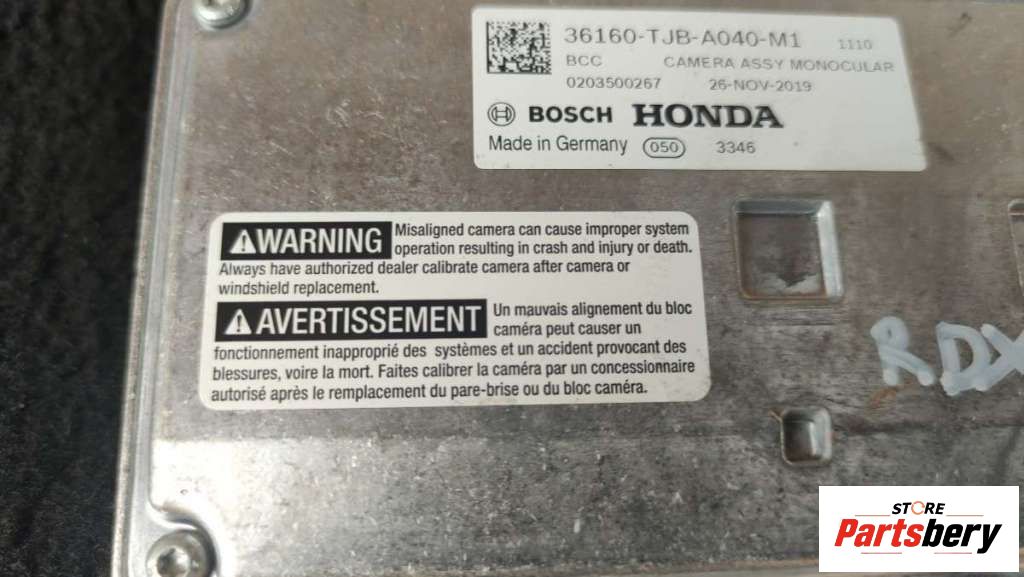 36160-TJB-A040-M1 1110
BCC CAMERA ASSY MONOCULAR
0203500267 26-NOV-2019
BOSCH HONDA
Made in Germany 050 3346
WARNING Misaligned camera can cause improper system
operation resulting in crash and injury or death.
Always have authorized dealer calibrate camera after camera or
windshield replacement.
AVERTISSEMENT Un mauvais alignement du bloc
caméra peut causer un
fonctionnement inapproprié des systèmes et un accident provocant des
blessures, voire la mort. Faites calibrer la caméra par un concessionnaire
autorisé après le remplacement du pare-brise ou du bloc caméra.
RDX
STORE
Partsbery